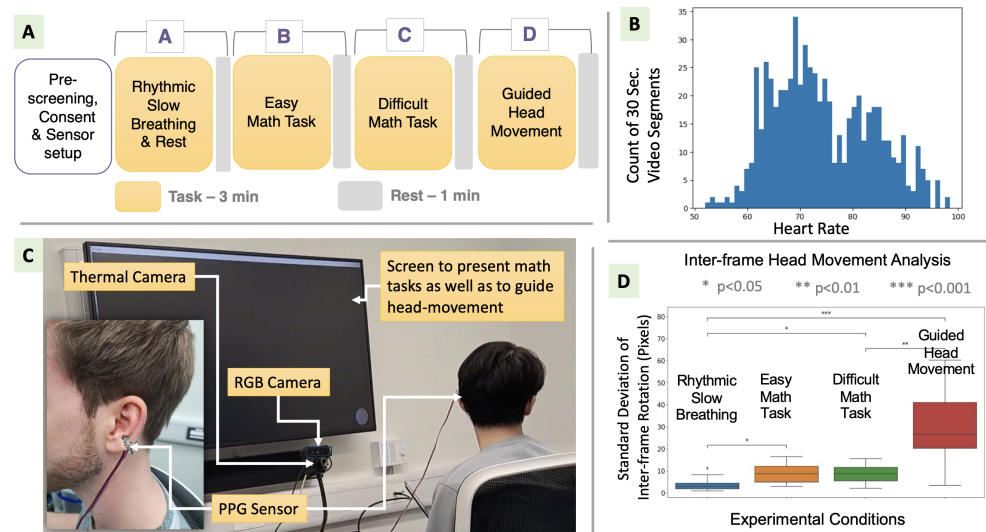 A
A B C D
Pre-
screening,
Consent
& Sensor
setup
Rhythmic
Slow
Breathing
& Rest
Easy
Math Task
Difficult
Math Task
Guided
Head
Movement
Task – 3 min
Rest – 1 min
B
Count of 30 Sec.
Video Segments
35
30
25
20
15
10
5
0
50 60 70 80 90 100
Heart Rate
C
Thermal Camera
Screen to present math
tasks as well as to guide
head-movement
RGB Camera
PPG Sensor
D
Inter-frame Head Movement Analysis
* p<0.05 ** p<0.01 *** p<0.001
Standard Deviation of
Inter-frame Rotation (Pixels)
80
70
60
50
40
30
20
10
0
***
*
**
*
Rhythmic
Slow
Breathing
Easy
Math
Task
Difficult
Math
Task
Guided
Head
Movement
Experimental Conditions